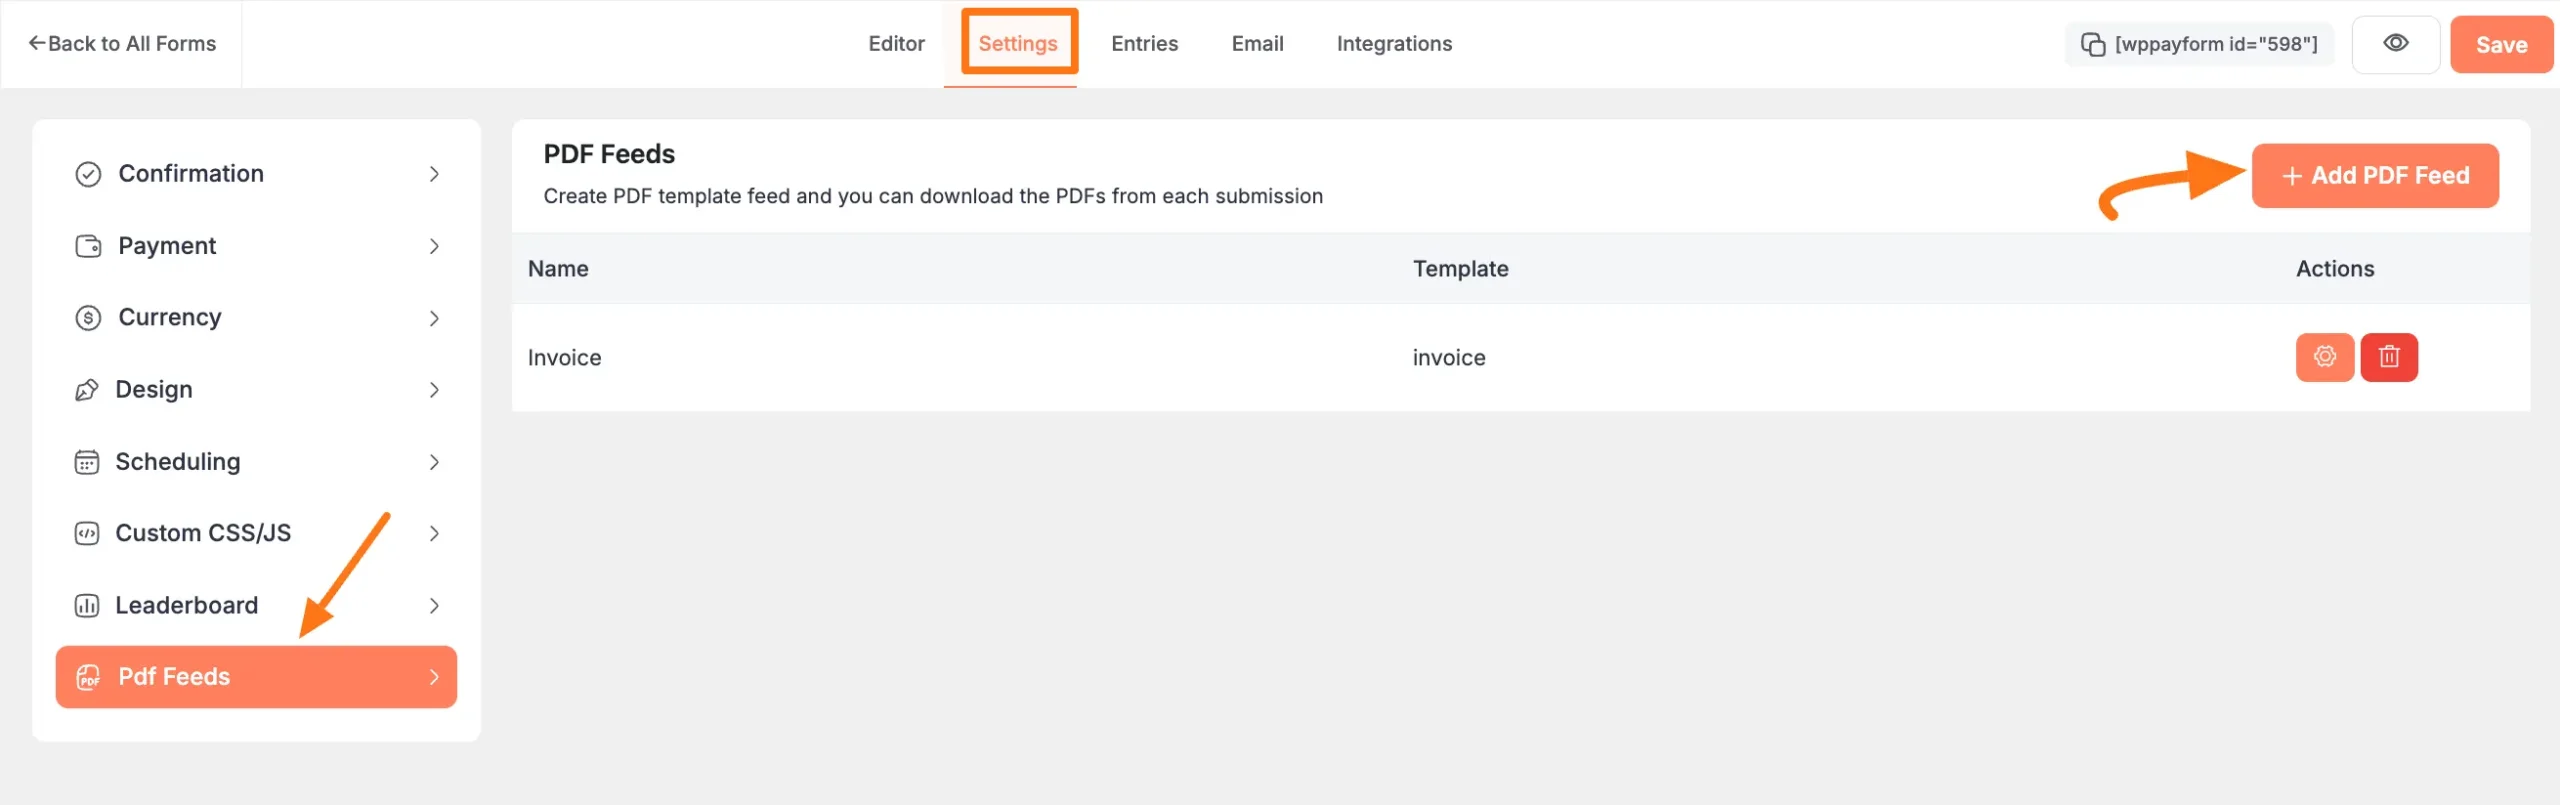 ←Back to All Forms
Editor
Settings
Entries
Email
Integrations
[wppayform id="598"]
Save
Confirmation
Payment
Currency
Design
Scheduling
Custom CSS/JS
Leaderboard
PDF
Pdf Feeds
PDF Feeds
Create PDF template feed and you can download the PDFs from each submission
+ Add PDF Feed
Name
Template
Actions
Invoice
invoice